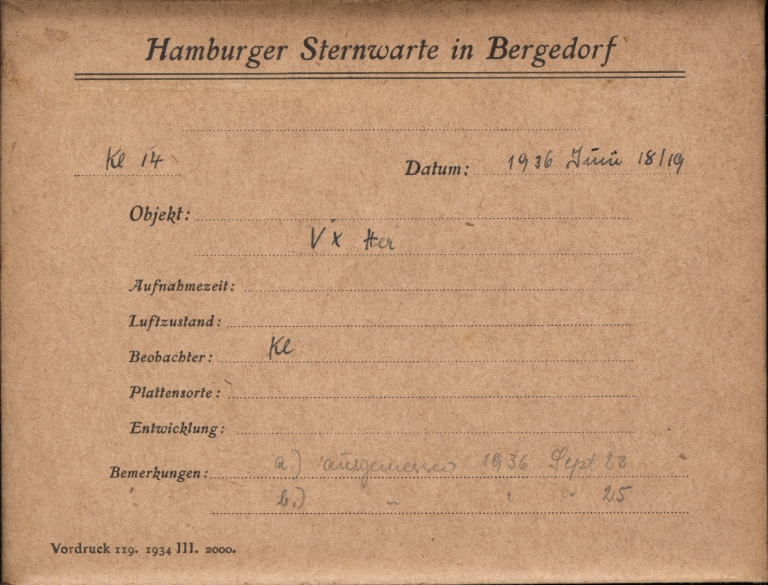 Hamburger Sternwarte in Bergedorf
Kl 14 Datum: 1936 Juni 18/19
Objekt:
VX Her
Aufnahmezeit:
Luftzustand:
Beobachter: Kl
Plattensorte:
Entwicklung:
Bemerkungen: a.) ausgemessen 1936 Sept 23
b.) " " " 25
Vordruck 119. 1934 III. 2000.